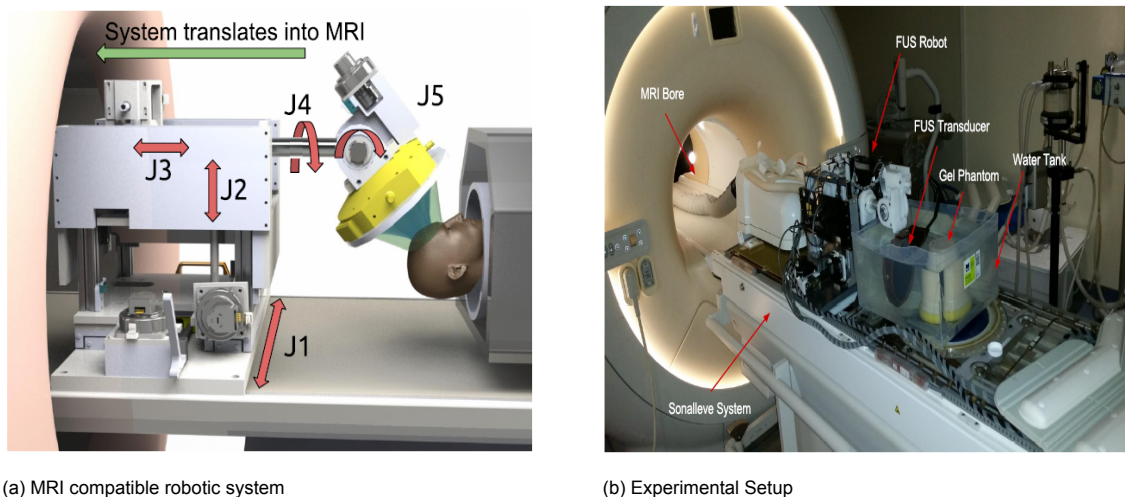 System translates into MRI
J4
J5
J3
J2
J1
FUS Robot
MRI Bore
FUS Transducer
Gel Phantom
Water Tank
Sonalleve System
(a) MRI compatible robotic system
(b) Experimental Setup